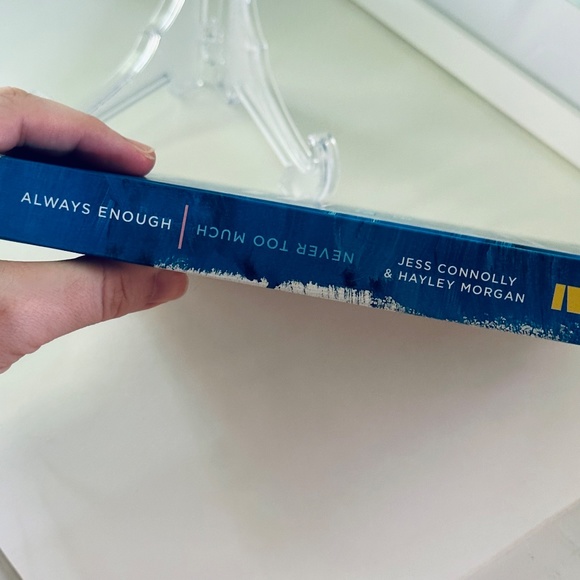 ALWAYS ENOUGH
NEVER TOO MUCH
JESS CONNOLLY
& HAYLEY MORGAN